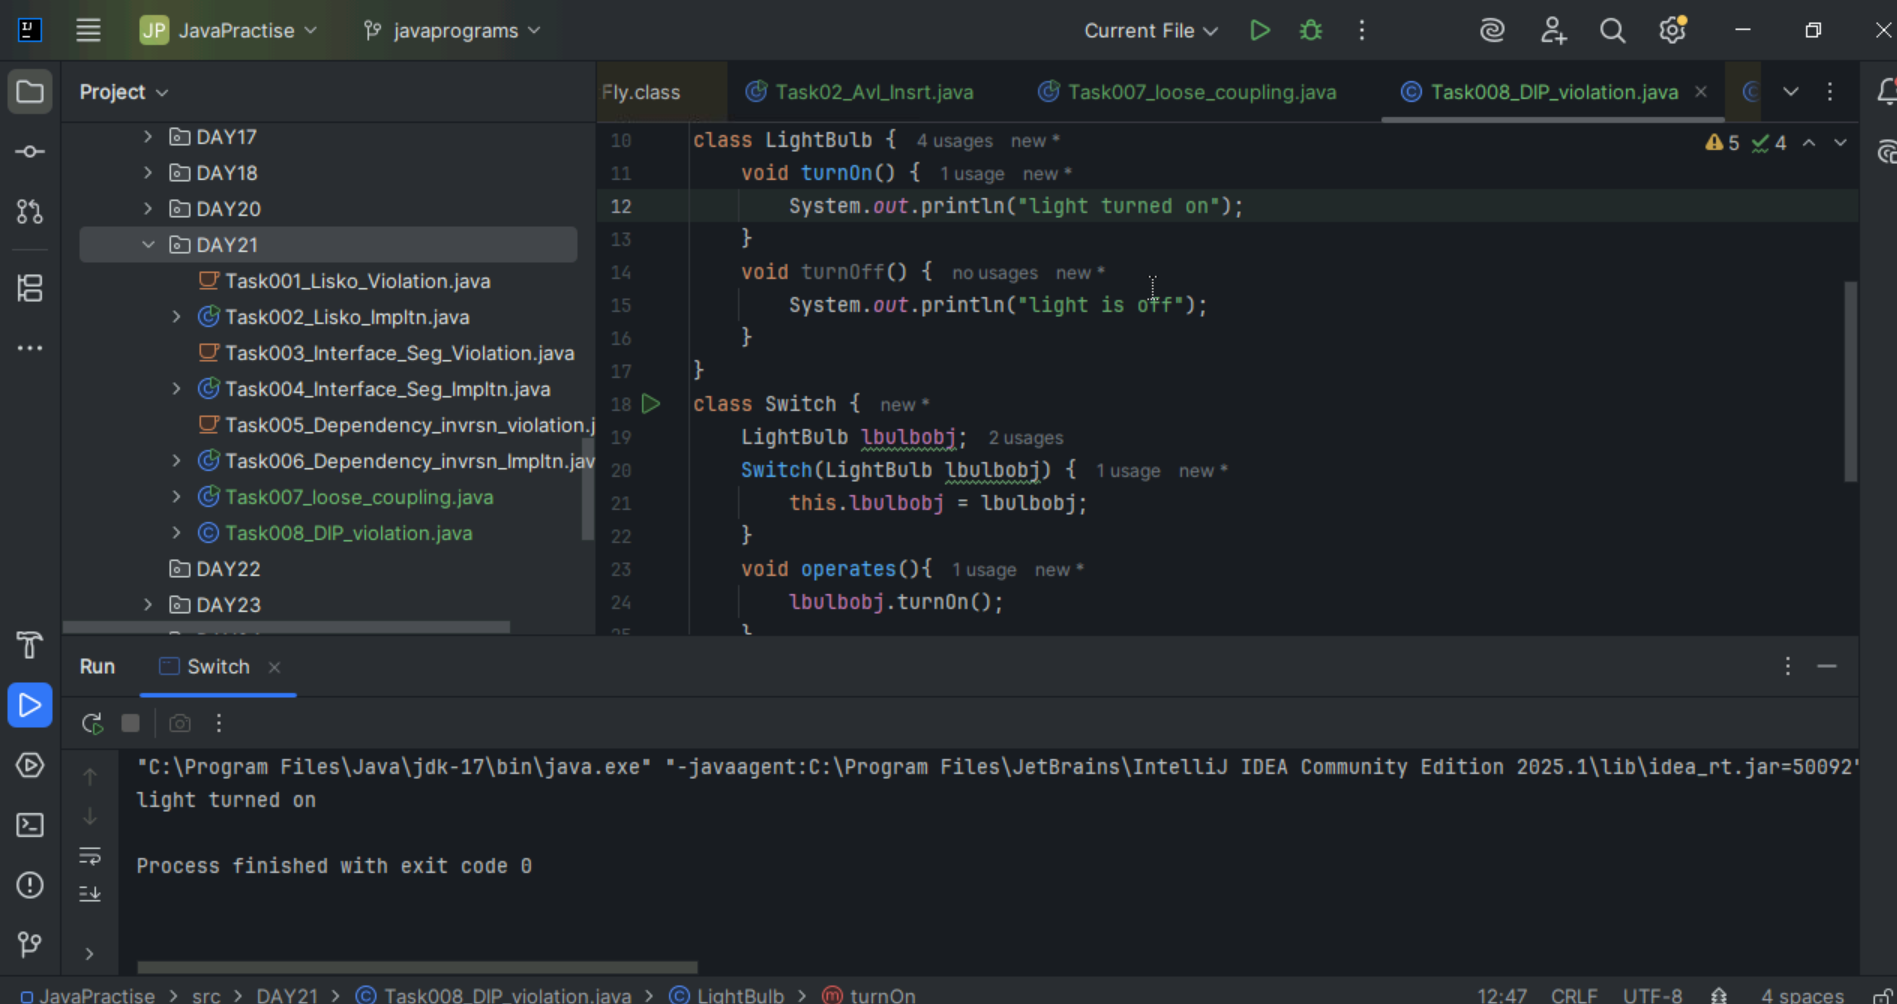 JP JavaPractise javaprograms Current File
Project
Fly.class Task02_Avl_Insrt.java Task007_loose_coupling.java Task008_DIP_violation.java
DAY17
DAY18
DAY20
DAY21
Task001_Lisko_Violation.java
Task002_Lisko_Impltn.java
Task003_Interface_Seg_Violation.java
Task004_Interface_Seg_Impltn.java
Task005_Dependency_invrsn_violation.j
Task006_Dependency_invrsn_Impltn.jav
Task007_loose_coupling.java
Task008_DIP_violation.java
DAY22
DAY23
5 4
10 class LightBulb { 4 usages new *
11 void turnOn() { 1 usage new *
12 System.out.println("light turned on");
13 }
14 void turnOff() { no usages new *
15 System.out.println("light is off");
16 }
17 }
18 class Switch { new *
19 LightBulb lbulbobj; 2 usages
20 Switch(LightBulb lbulbobj) { 1 usage new *
21 this.lbulbobj = lbulbobj;
22 }
23 void operates(){ 1 usage new *
24 lbulbobj.turnOn();
25 }
Run Switch
"C:\Program Files\Java\jdk-17\bin\java.exe" "-javaagent:C:\Program Files\JetBrains\IntelliJ IDEA Community Edition 2025.1\lib\idea_rt.jar=50092"
light turned on
Process finished with exit code 0
JavaPractise > src > DAY21 > Task008_DIP_violation.java > LightBulb > turnOn 12:47 CRLF UTF-8 4 spaces